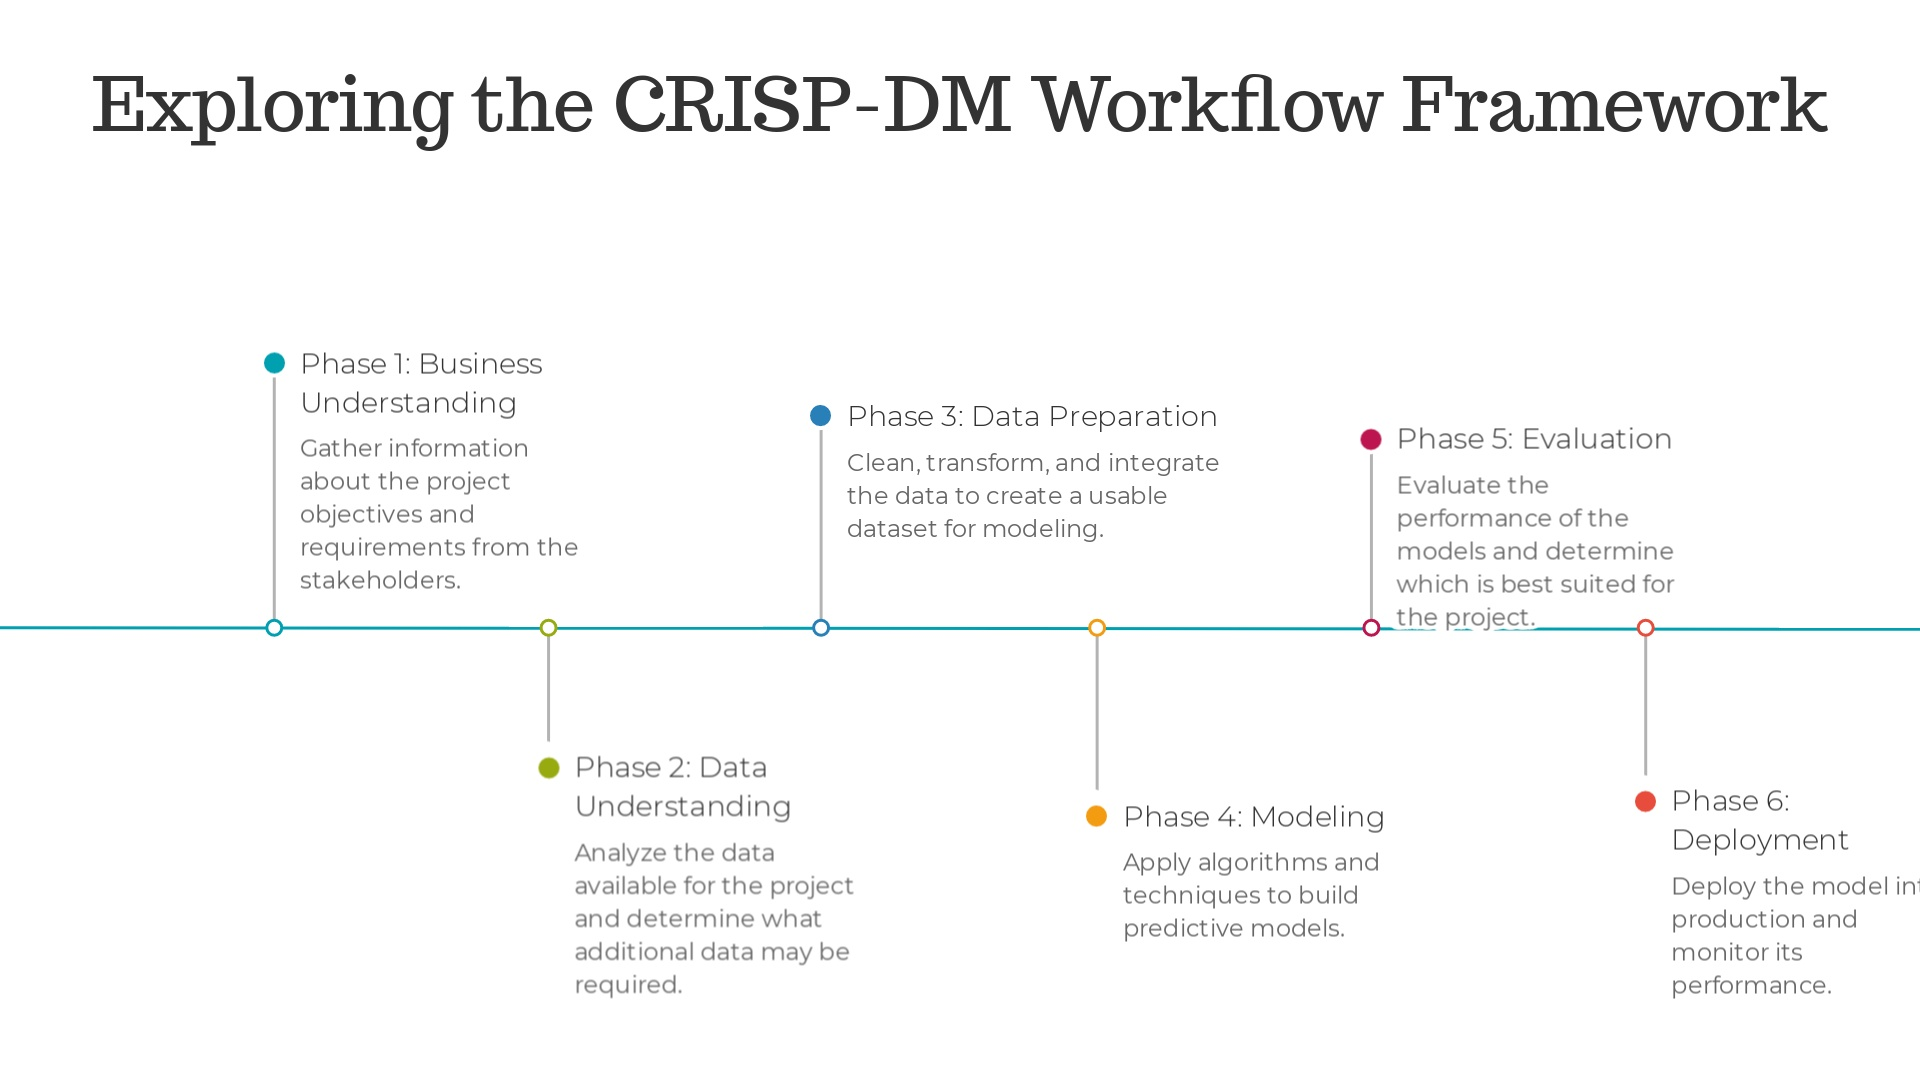 Exploring the CRISP-DM Workflow Framework
Phase 1: Business
Understanding
Gather information
about the project
objectives and
requirements from the
stakeholders.
Phase 2: Data
Understanding
Analyze the data
available for the project
and determine what
additional data may be
required.
Phase 3: Data Preparation
Clean, transform, and integrate
the data to create a usable
dataset for modeling.
Phase 4: Modeling
Apply algorithms and
techniques to build
predictive models.
Phase 5: Evaluation
Evaluate the
performance of the
models and determine
which is best suited for
the project.
Phase 6:
Deployment
Deploy the model
production and
monitor its
performance.